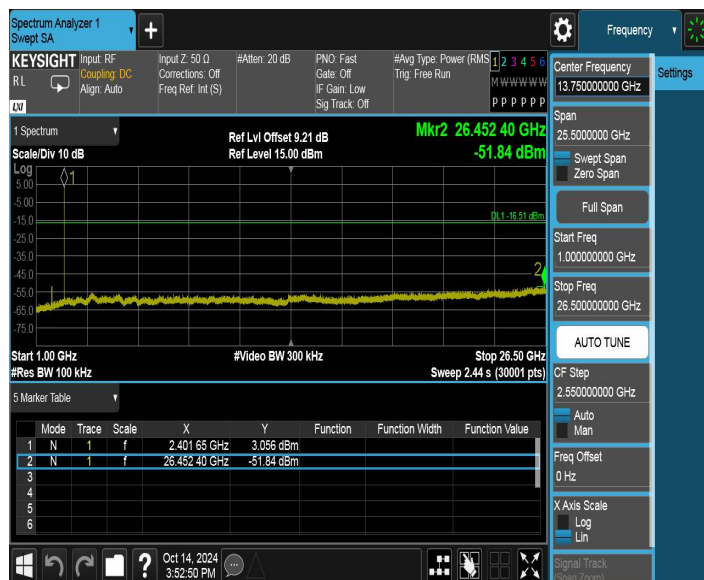 Spectrum Analyzer 1
Swept SA
+
Frequency
KEYSIGHT
RL
LXI
Input: RF
Coupling: DC
Align: Auto
Input Z: 50 Ω
Corrections: Off
Freq Ref: Int (S)
#Atten: 20 dB
PNO: Fast
Gate: Off
IF Gain: Low
Sig Track: Off
#Avg Type: Power (RMS
Trig: Free Run
1 2 3 4 5 6
M W W W W W
P P P P P P
1 Spectrum
Scale/Div 10 dB
Ref Lvl Offset 9.21 dB
Ref Level 15.00 dBm
Mkr2 26.452 40 GHz
-51.84 dBm
Log
5.00
-5.00
-15.0
-25.0
-35.0
-45.0
-55.0
-65.0
-75.0
1
DL1 -16.51 dBm
2
Start 1.00 GHz
#Res BW 100 kHz
#Video BW 300 kHz
Stop 26.50 GHz
Sweep 2.44 s (30001 pts)
5 Marker Table
Mode Trace Scale X Y Function Function Width Function Value
1 N 1 f 2.401 65 GHz 3.056 dBm
2 N 1 f 26.452 40 GHz -51.84 dBm
3
4
5
6
?
Oct 14, 2024
3:52:50 PM
Center Frequency
13.750000000 GHz
Span
25.5000000 GHz
Swept Span
Zero Span
Full Span
Start Freq
1.000000000 GHz
Stop Freq
26.500000000 GHz
AUTO TUNE
CF Step
2.550000000 GHz
Auto
Man
Freq Offset
0 Hz
X Axis Scale
Log
Lin
Signal Track
(Span Zoom)
Settings